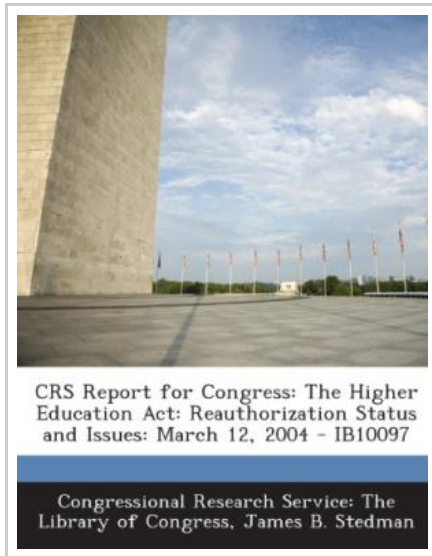 CRS Report for Congress: The Higher
Education Act: Reauthorization Status
and Issues: March 12, 2004 - IB10097
Congressional Research Service: The
Library of Congress, James B. Stedman